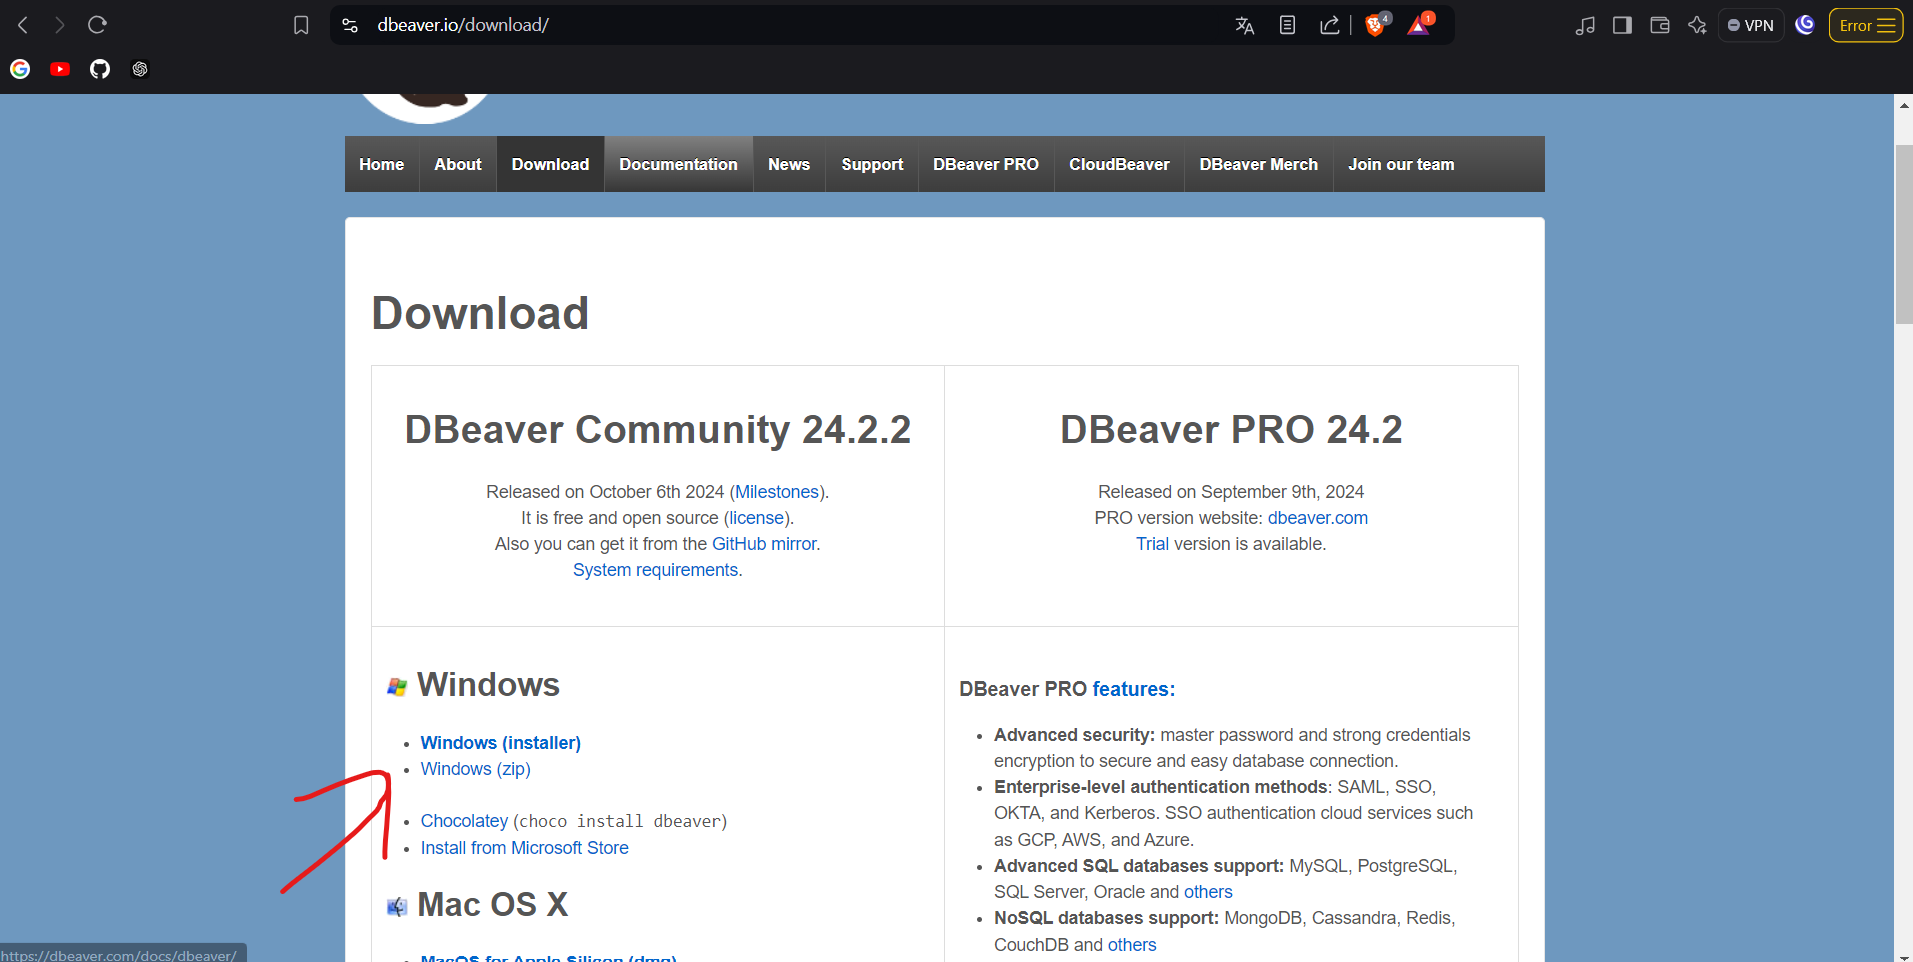 dbeaver.io/download/
4
1
VPN
Error
Home About Download Documentation News Support DBeaver PRO CloudBeaver DBeaver Merch Join our team
Download
DBeaver Community 24.2.2
Released on October 6th 2024 (Milestones).
It is free and open source (license).
Also you can get it from the GitHub mirror.
System requirements.
DBeaver PRO 24.2
Released on September 9th, 2024
PRO version website: dbeaver.com
Trial version is available.
Windows
Windows (installer)
Windows (zip)
Chocolatey (choco install dbeaver)
Install from Microsoft Store
Mac OS X
MacOS for Apple Silicon (dmg)
DBeaver PRO features:
Advanced security: master password and strong credentials
encryption to secure and easy database connection.
Enterprise-level authentication methods: SAML, SSO,
OKTA, and Kerberos. SSO authentication cloud services such
as GCP, AWS, and Azure.
Advanced SQL databases support: MySQL, PostgreSQL,
SQL Server, Oracle and others
NoSQL databases support: MongoDB, Cassandra, Redis,
CouchDB and others
https://dbeaver.com/docs/dbeaver/